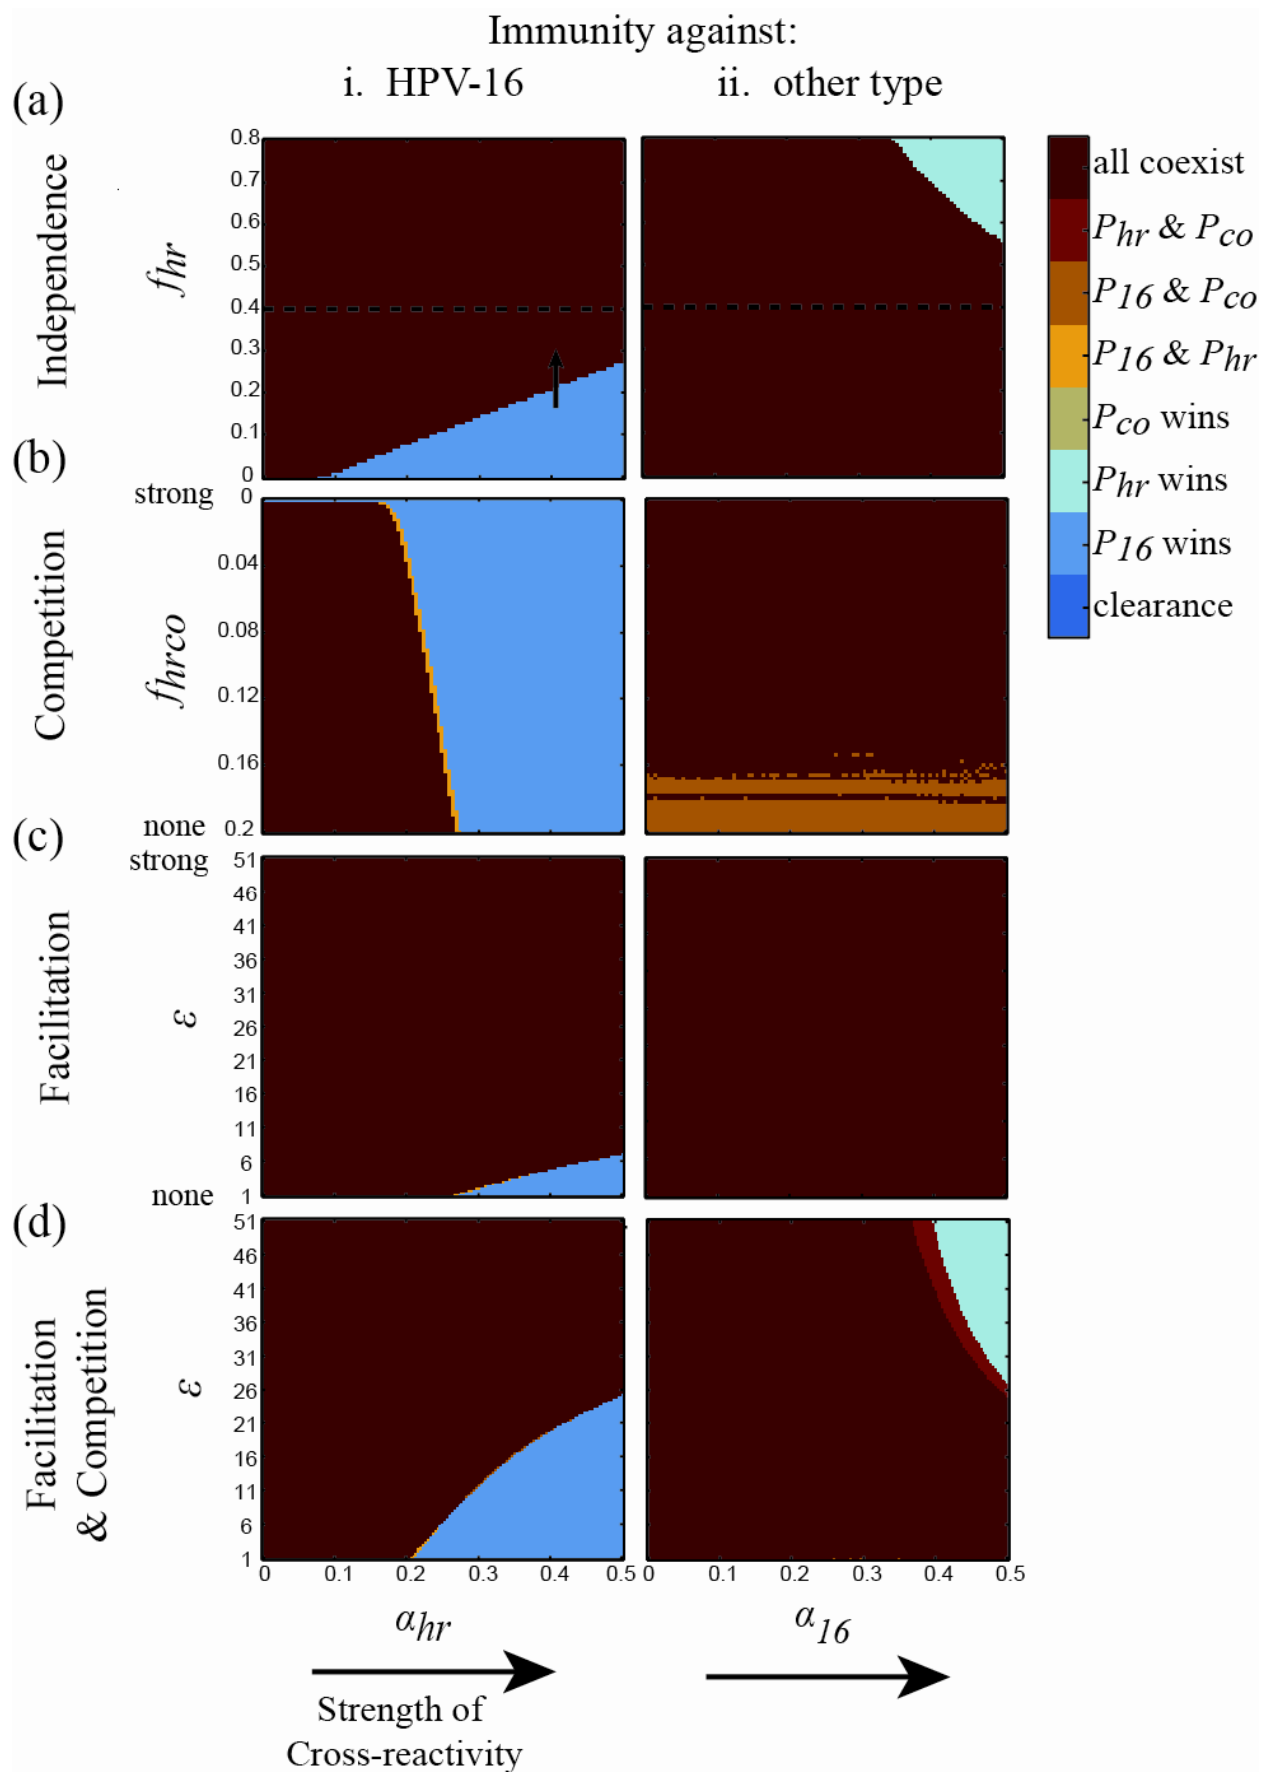 Immunity against:
i. HPV-16
ii. other type
(a)
Independence
f_hr
0.8
0.7
0.6
0.5
0.4
0.3
0.2
0.1
0
all coexist
P_hr & P_co
P_16 & P_co
P_16 & P_hr
P_co wins
P_hr wins
P_16 wins
clearance
(b)
Competition
strong
f_hrco
none
0
0.04
0.08
0.12
0.16
0.2
(c)
Facilitation
strong
ε
none
51
46
41
36
31
26
21
16
11
6
1
(d)
Facilitation
& Competition
ε
51
46
41
36
31
26
21
16
11
6
1
0 0.1 0.2 0.3 0.4 0.5
0 0.1 0.2 0.3 0.4 0.5
α_hr
α_16
Strength of
Cross-reactivity